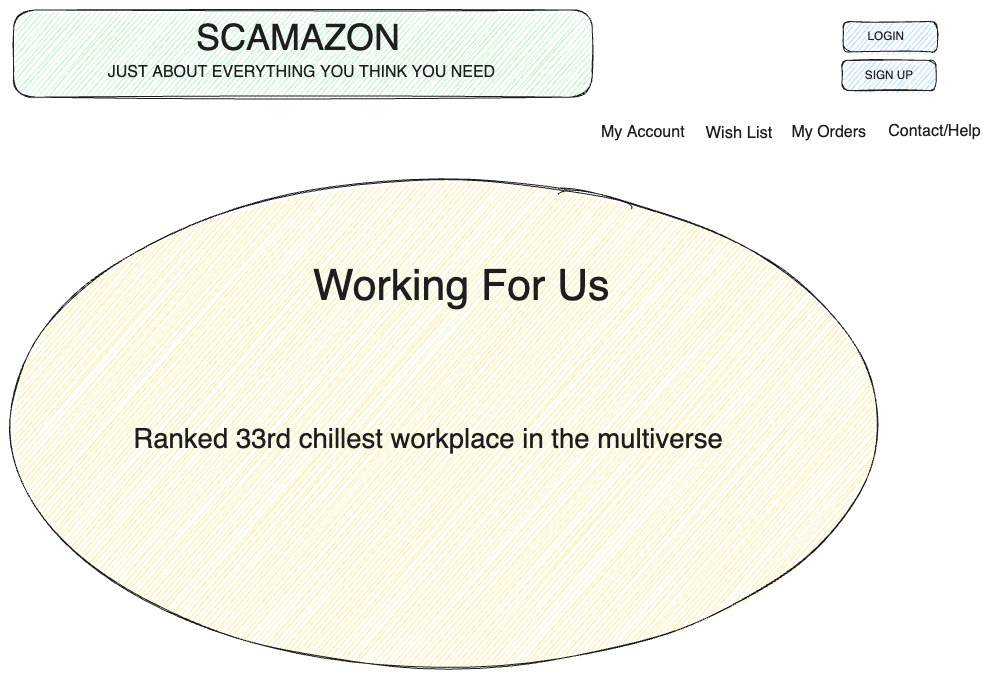 SCAMAZON
JUST ABOUT EVERYTHING YOU THINK YOU NEED
LOGIN
SIGN UP
My Account Wish List My Orders Contact/Help
Working For Us
Ranked 33rd chillest workplace in the multiverse